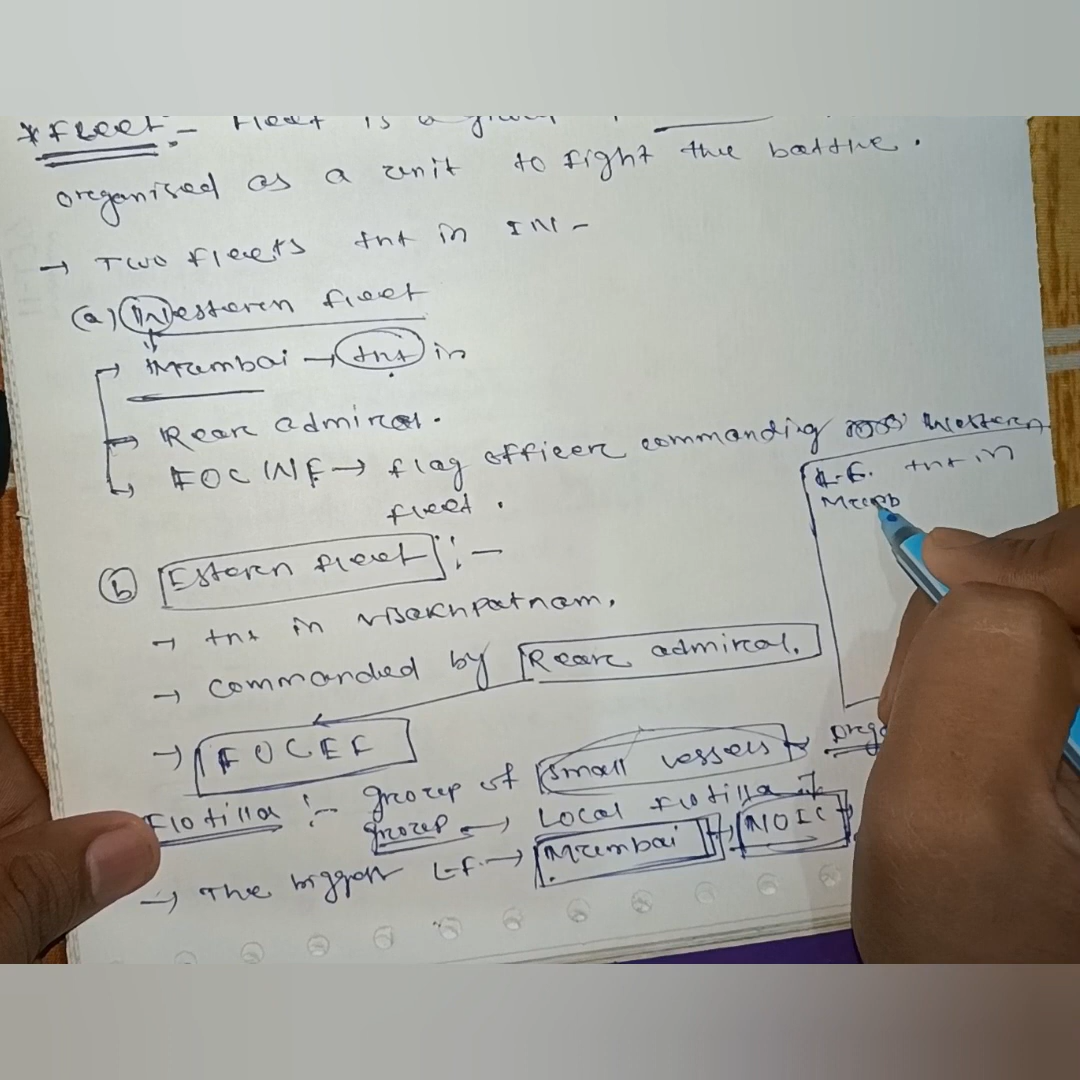 * Fleet - Fleet is a
organised as a unit to fight the battle.
→ Two fleets tnt in IN -
(a) Western fleet
→ Mumbai → tnt in
→ Rear admiral.
→ FOCWF → flag officer commanding Western
fleet.
L.F. tnt in
Mumb
(b) Estern fleet :-
→ tnt in visakhpatnam.
→ commanded by Rear admiral.
→ FOCEF
Flotilla :- group of small vessels
group → Local flotilla
→ The biggest L.F. → Mumbai → NOIC